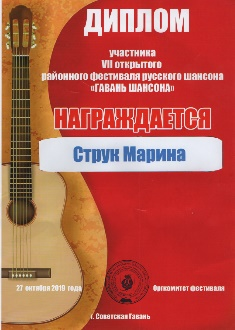 ДИПЛОМ
участника
VII открытого
районного фестиваля русского шансона
«ГАВАНЬ ШАНСОНА»
НАГРАЖДАЕТСЯ
Струк Марина
27 октября 2019 года
Оргкомитет фестиваля
г. Советская Гавань